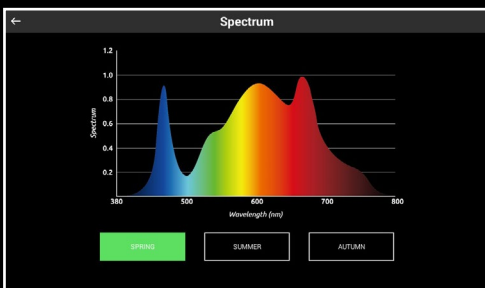 Spectrum
1.2
1.0
0.8
0.6
0.4
0.2
Spectrum
380 500 600 700 800
Wavelength (nm)
SPRING SUMMER AUTUMN